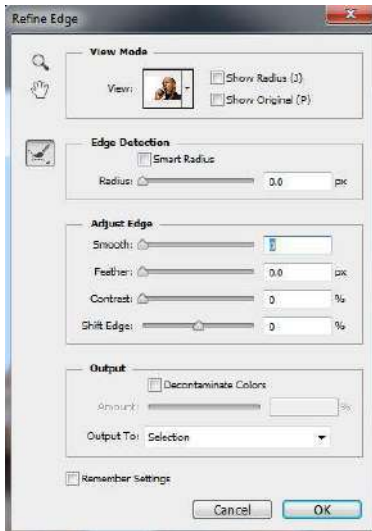 Refine Edge
View Mode
View:
Show Radius (J)
Show Original (P)
Edge Detection
Smart Radius
Radius: 0.0 px
Adjust Edge
Smooth: 0
Feather: 0.0 px
Contrast: 0 %
Shift Edge: 0 %
Output
Decontaminate Colors
Amount: %
Output To: Selection
Remember Settings
Cancel OK